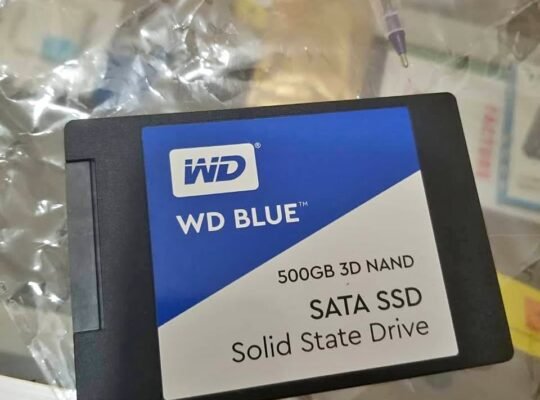 WD®
WD BLUE™
500GB 3D NAND
SATA SSD
Solid State Drive